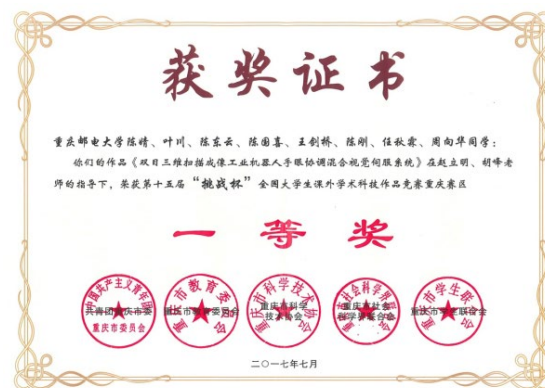 获奖证书
重庆邮电大学陈晴、叶川、陈东云、陈国喜、王剑桥、陈刚、任秋霖、周向华同学：
你们的作品《双目三维扫描成像工业机器人手眼协调混合视觉伺服系统》在赵立明、胡峰老
师的指导下，荣获第十五届“挑战杯”全国大学生课外学术科技作品竞赛重庆赛区
一等奖
共青团重庆市委 重庆市教育委员会 重庆市科学技术协会 重庆市社会科学界联合会 重庆市学生联合会
二〇一七年七月